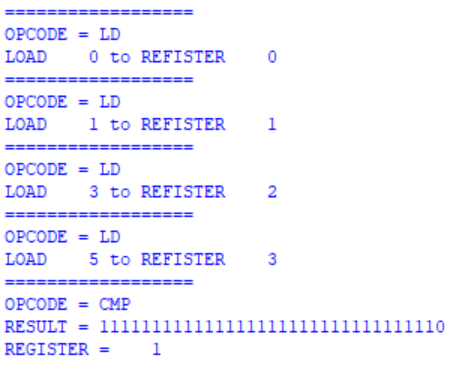 ==================
OPCODE = LD
LOAD    0 to REFISTER    0
==================
OPCODE = LD
LOAD    1 to REFISTER    1
==================
OPCODE = LD
LOAD    3 to REFISTER    2
==================
OPCODE = LD
LOAD    5 to REFISTER    3
==================
OPCODE = CMP
RESULT = 111111111111111111111111111111110
REGISTER =    1